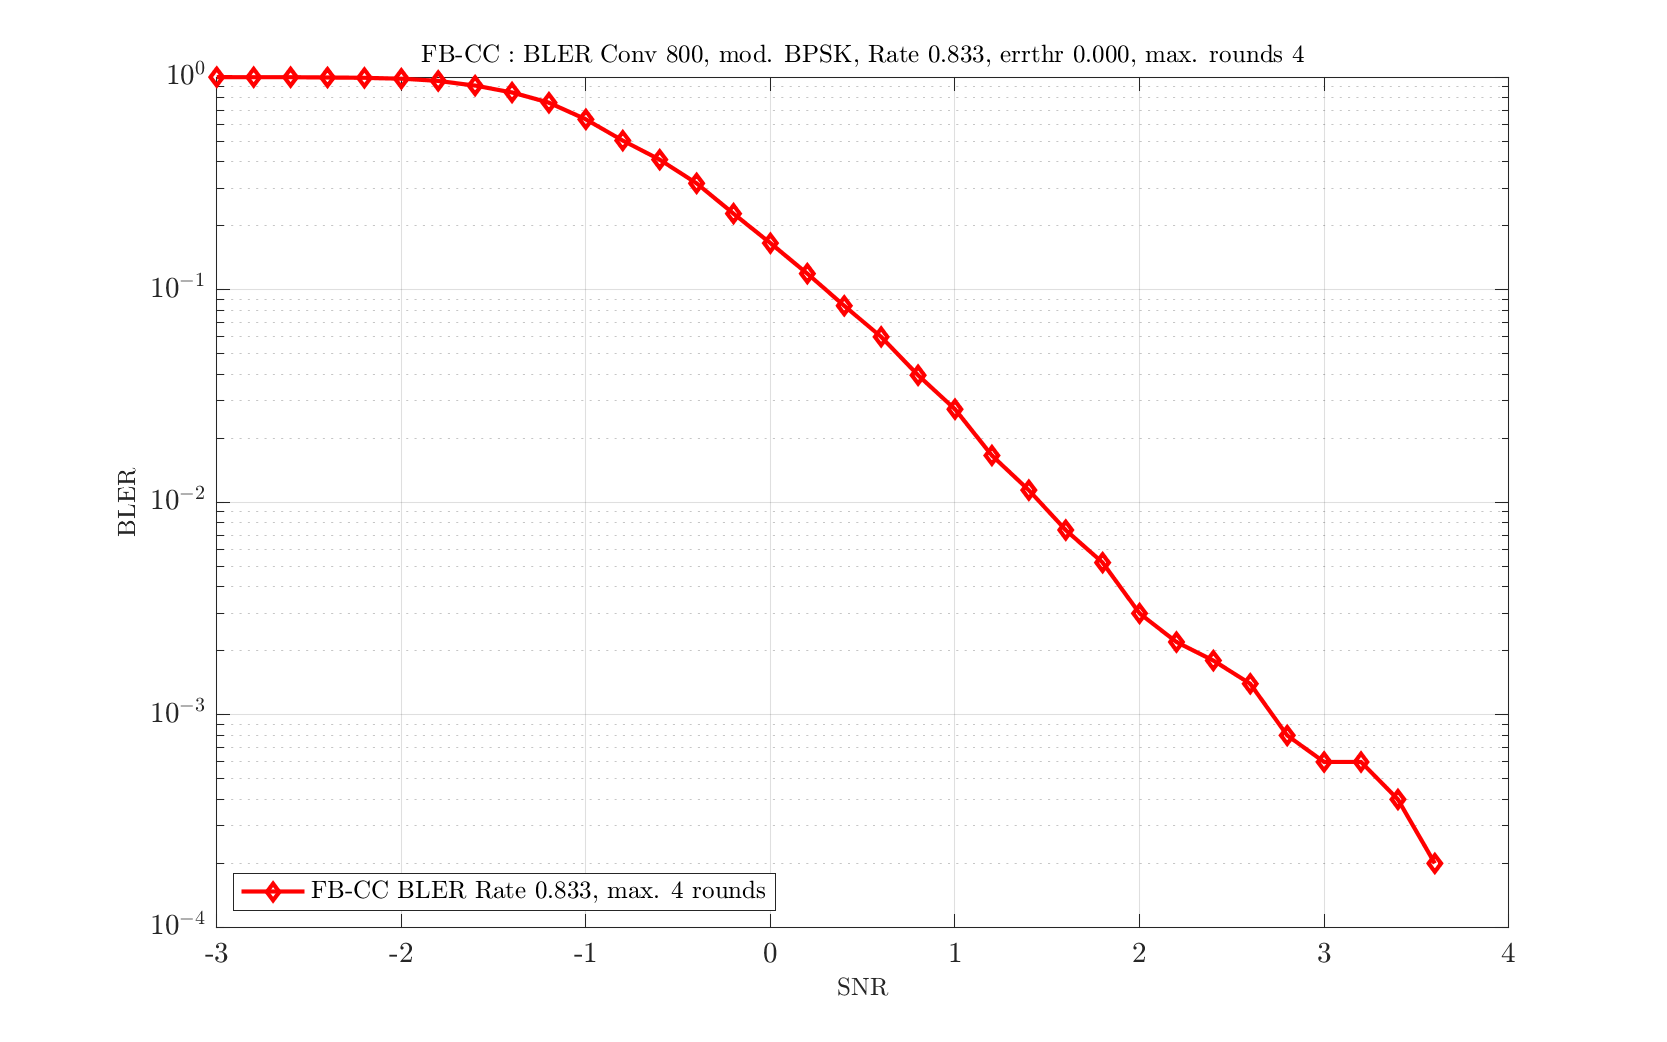 FB-CC : BLER Conv 800, mod. BPSK, Rate 0.833, errthr 0.000, max. rounds 4
10^0
10^-1
10^-2
10^-3
10^-4
BLER
FB-CC BLER Rate 0.833, max. 4 rounds
-3 -2 -1 0 1 2 3 4
SNR